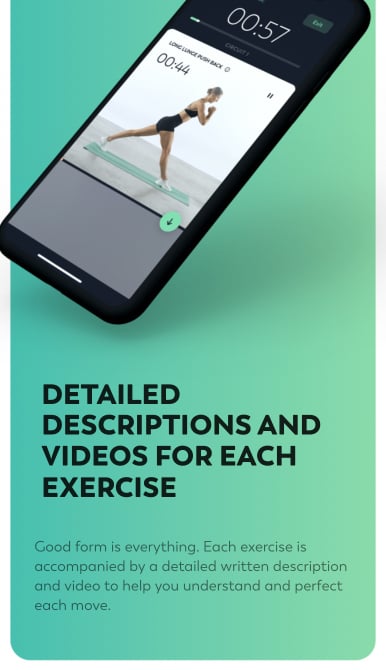 00:57
Exit
CIRCUIT 1
LONG LUNGE PUSH BACK
00:44
DETAILED
DESCRIPTIONS AND
VIDEOS FOR EACH
EXERCISE
Good form is everything. Each exercise is
accompanied by a detailed written description
and video to help you understand and perfect
each move.